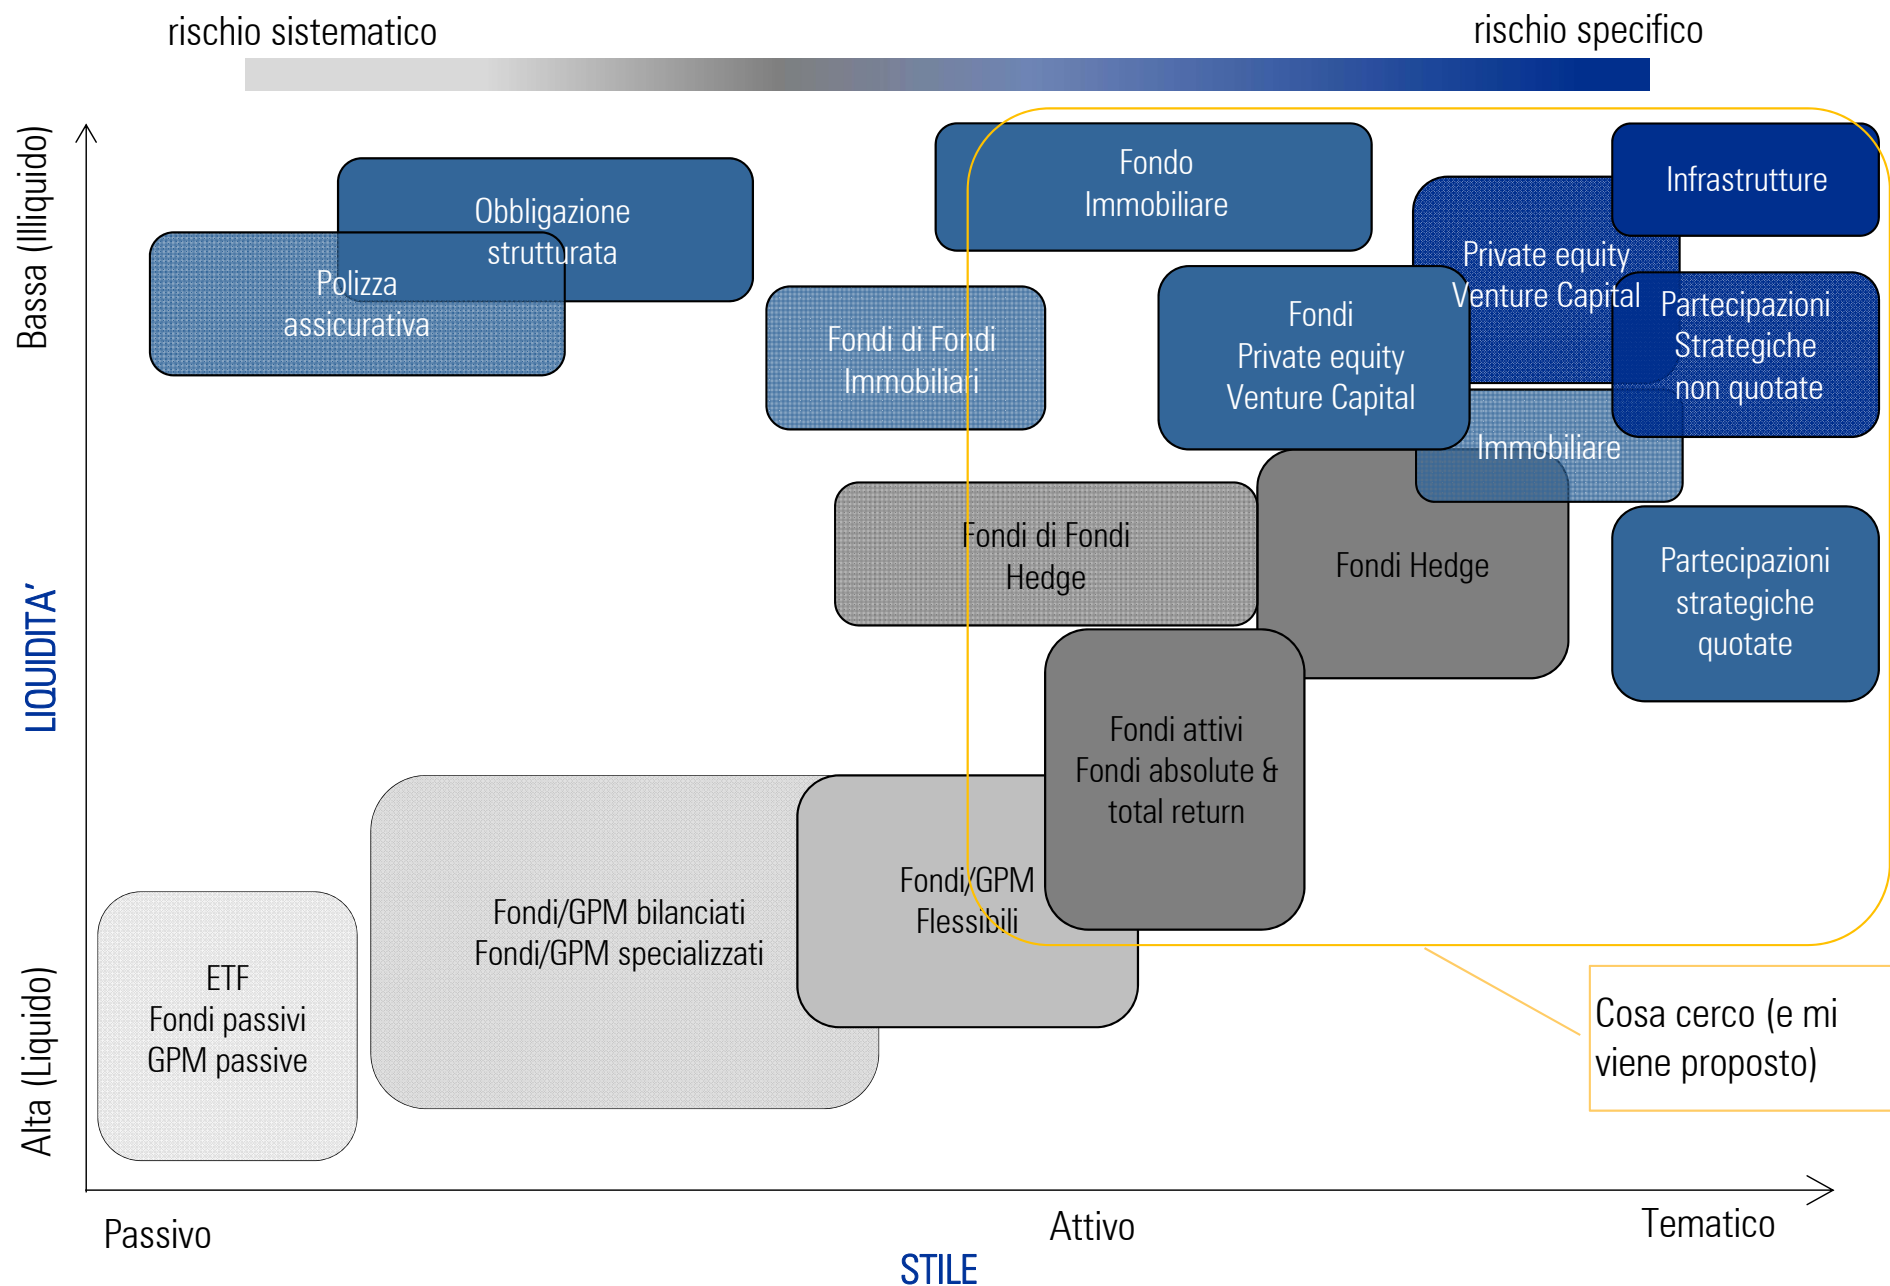 rischio sistematico
rischio specifico
Bassa (Illiquido)
LIQUIDITA’
Alta (Liquido)
Fondo
Immobiliare
Infrastrutture
Obbligazione
strutturata
Polizza
assicurativa
Private equity
Venture Capital
Partecipazioni
Strategiche
non quotate
Fondi
Private equity
Venture Capital
Fondi di Fondi
Immobiliari
Immobiliare
Fondi di Fondi
Hedge
Fondi Hedge
Partecipazioni
strategiche
quotate
Fondi attivi
Fondi absolute &
total return
Fondi/GPM
Flessibili
Fondi/GPM bilanciati
Fondi/GPM specializzati
ETF
Fondi passivi
GPM passive
Cosa cerco (e mi
viene proposto)
Passivo
Attivo
Tematico
STILE